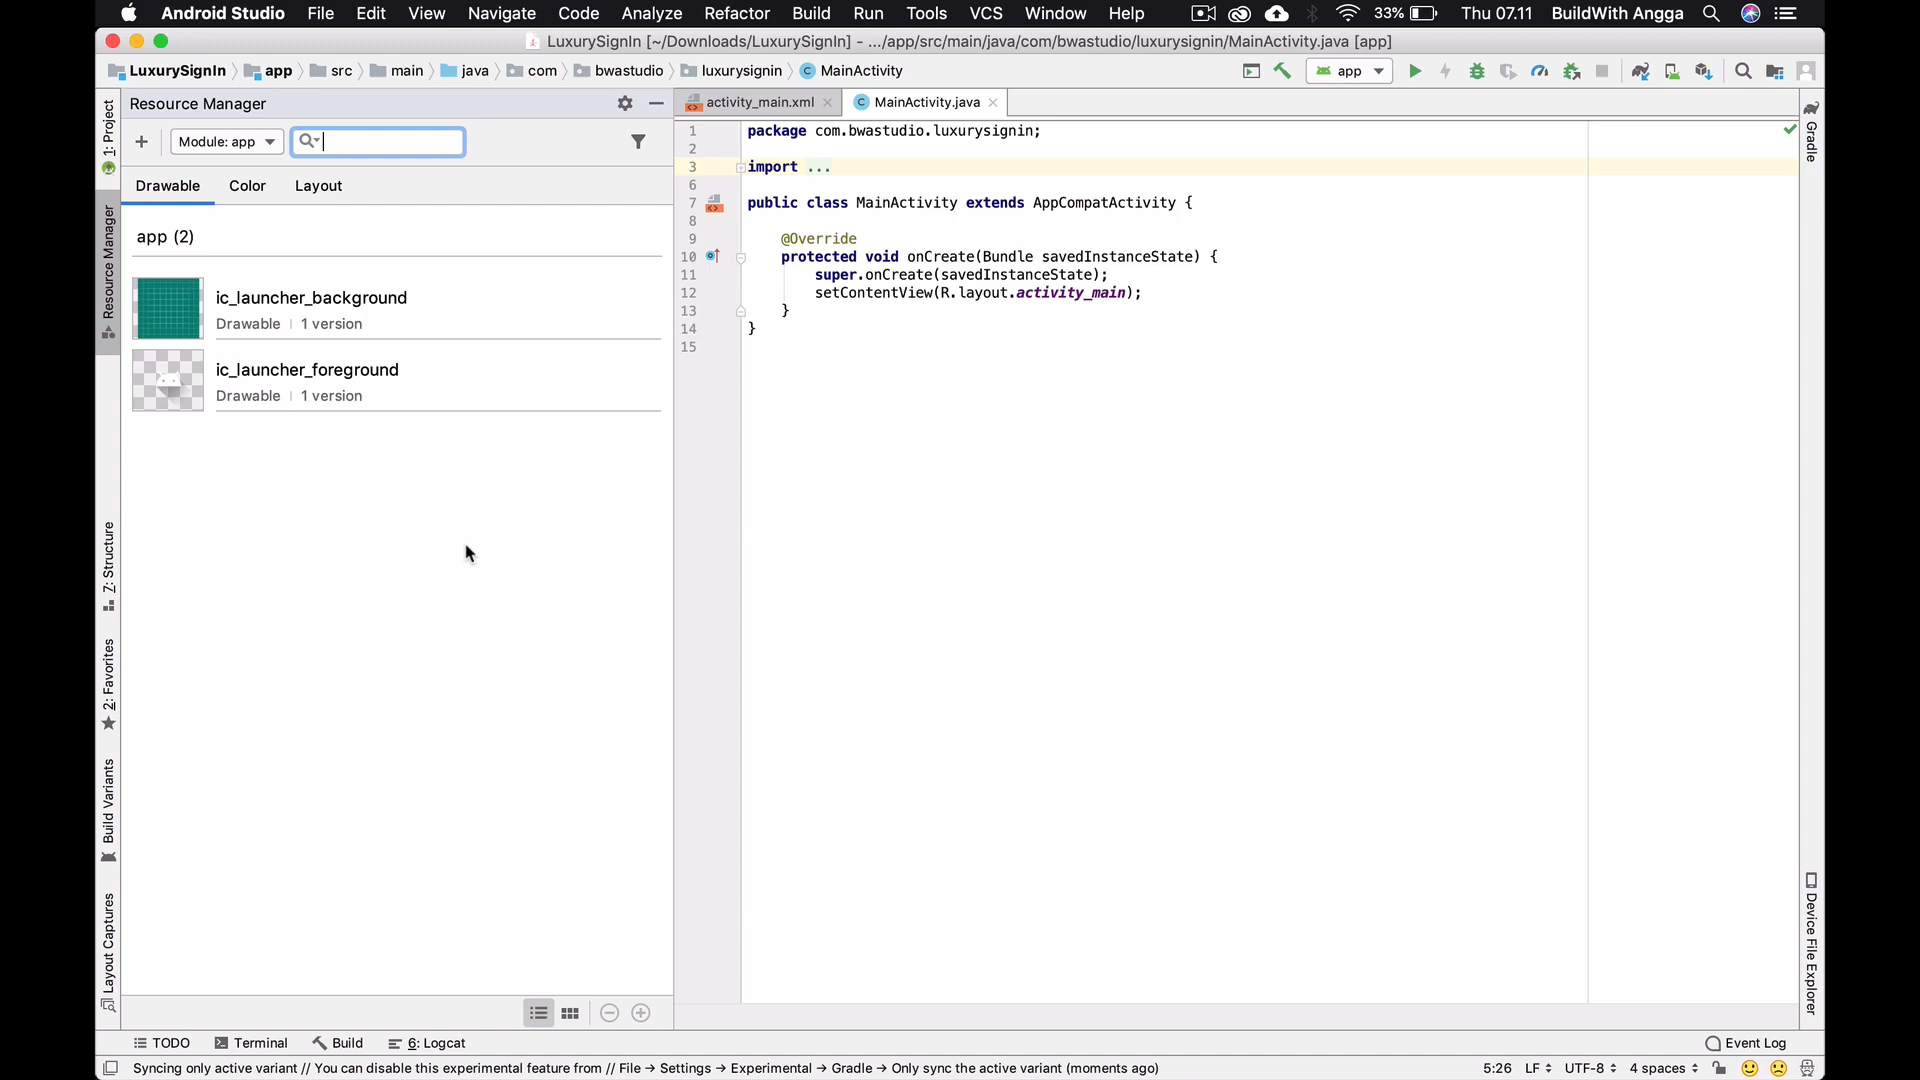 Android Studio File Edit View Navigate Code Analyze Refactor Build Run Tools VCS Window Help 33% Thu 07.11 BuildWith Angga
LuxurySignIn [~/Downloads/LuxurySignIn] - .../app/src/main/java/com/bwastudio/luxurysignin/MainActivity.java [app]
LuxurySignIn app src main java com bwastudio luxurysignin C MainActivity app
Resource Manager
activity_main.xml
C MainActivity.java
Module: app
Drawable Color Layout
app (2)
ic_launcher_background
Drawable | 1 version
ic_launcher_foreground
Drawable | 1 version
1 package com.bwastudio.luxurysignin;
2
3 import ...
6
7 public class MainActivity extends AppCompatActivity {
8
9 @Override
10 protected void onCreate(Bundle savedInstanceState) {
11 super.onCreate(savedInstanceState);
12 setContentView(R.layout.activity_main);
13 }
14 }
15
1: Project
Resource Manager
7: Structure
2: Favorites
Build Variants
Layout Captures
Gradle
Device File Explorer
TODO Terminal Build 6: Logcat Event Log
Syncing only active variant // You can disable this experimental feature from // File → Settings → Experimental → Gradle → Only sync the active variant (moments ago) 5:26 LF UTF-8 4 spaces